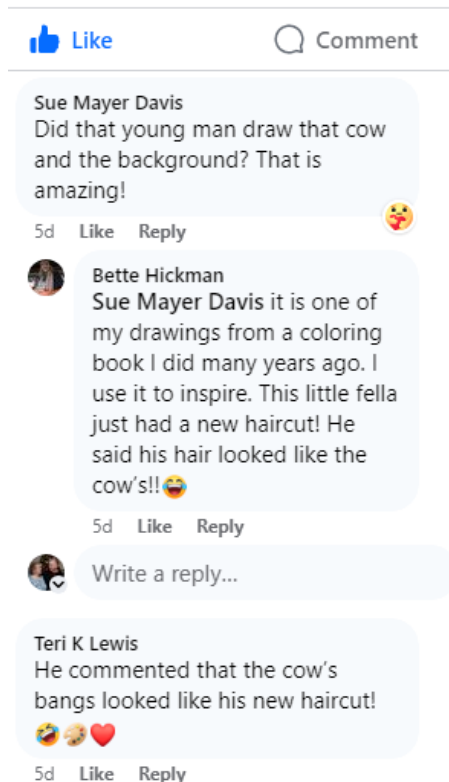 Like
Comment
Sue Mayer Davis
Did that young man draw that cow
and the background? That is
amazing!
5d Like Reply
Bette Hickman
Sue Mayer Davis it is one of
my drawings from a coloring
book I did many years ago. I
use it to inspire. This little fella
just had a new haircut! He
said his hair looked like the
cow's!!😂
5d Like Reply
Write a reply...
Teri K Lewis
He commented that the cow's
bangs looked like his new haircut!
🤣🎨❤️
5d Like Reply